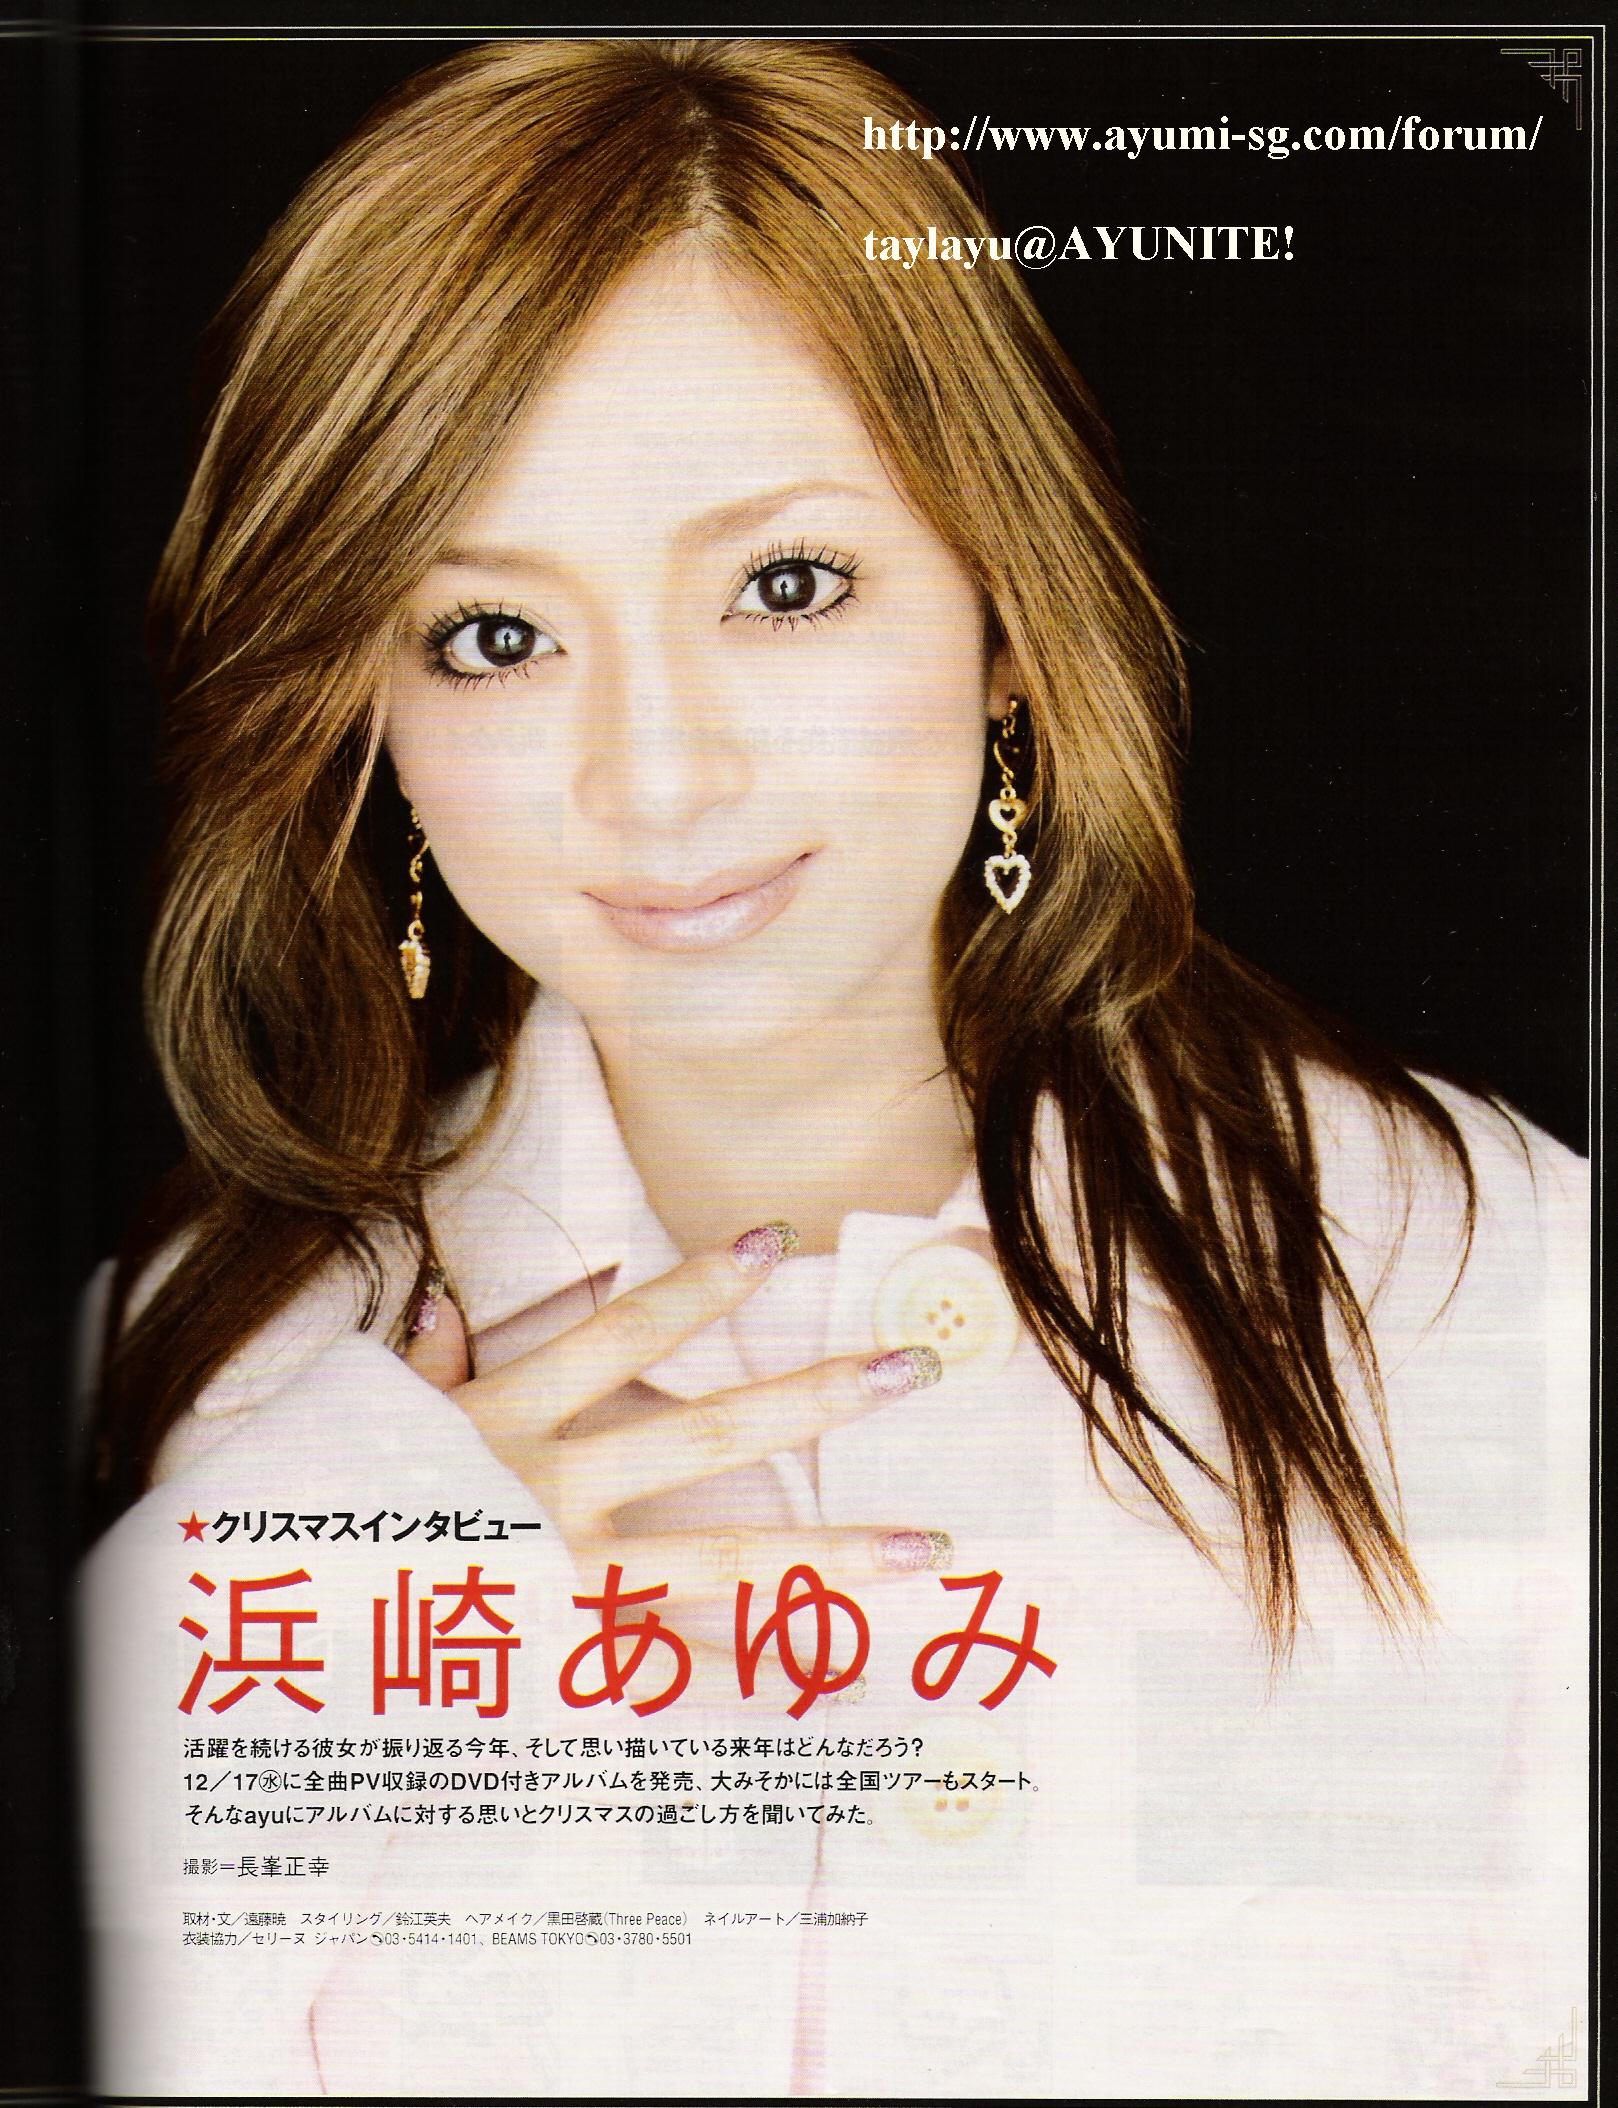 http://www.ayumi-sg.com/forum/
taylayu@AYUNITE!
★クリスマスインタビュー
浜崎あゆみ
活躍を続ける彼女が振り返る今年、そして思い描いている来年はどんなだろう？
12／17㊌に全曲PV収録のDVD付きアルバムを発売、大みそかには全国ツアーもスタート。
そんなayuにアルバムに対する思いとクリスマスの過ごし方を聞いてみた。
撮影＝長峯正幸
取材・文／遠藤暁　スタイリング／鈴江英夫　ヘアメイク／黒田啓蔵（Three Peace）　ネイルアート／三浦加納子
衣装協力／セリーヌ ジャパン✆03・5414・1401、BEAMS TOKYO✆03・3780・5501